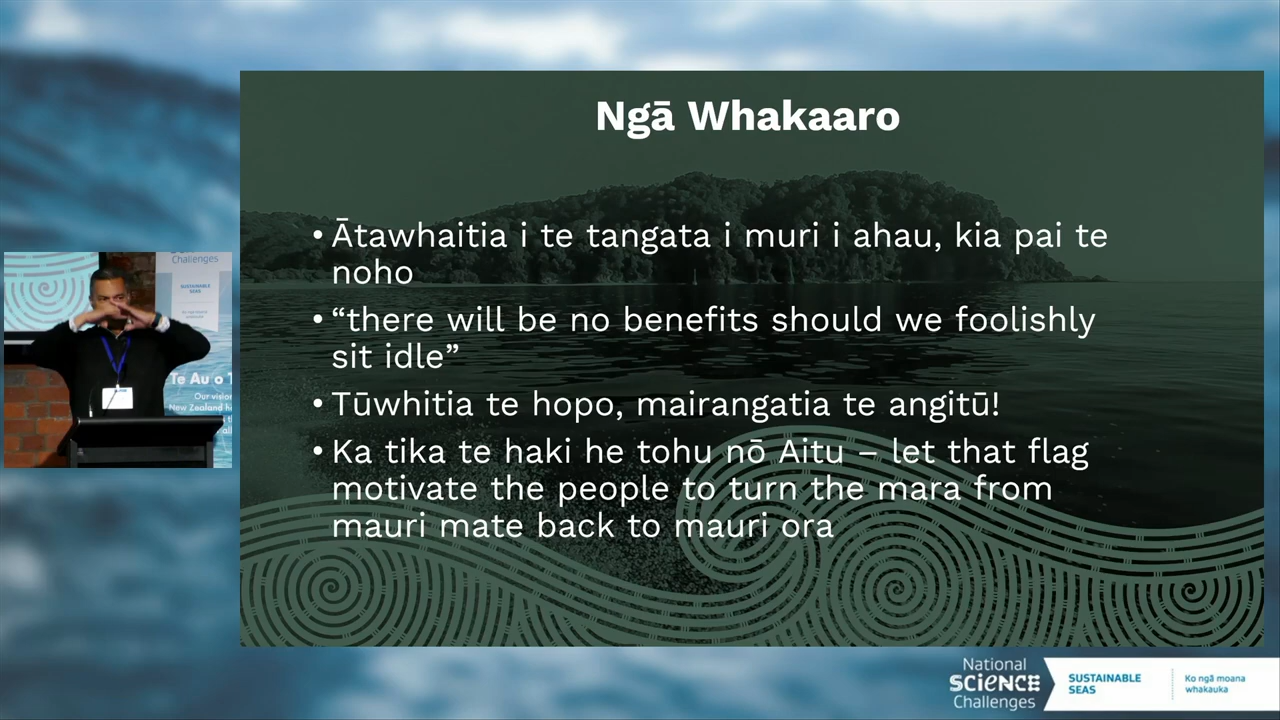 Ngā Whakaaro
• Ātawhaitia i te tangata i muri i ahau, kia pai te
noho
• “there will be no benefits should we foolishly
sit idle”
• Tūwhitia te hopo, mairangatia te angitū!
• Ka tika te haki he tohu nō Aitu – let that flag
motivate the people to turn the mara from
mauri mate back to mauri ora
Challenges
SUSTAINABLE
SEAS
Te Au o
Our vision
New Zealand
National
SCIENCE
Challenges
SUSTAINABLE
SEAS
Ko ngā moana
whakauka